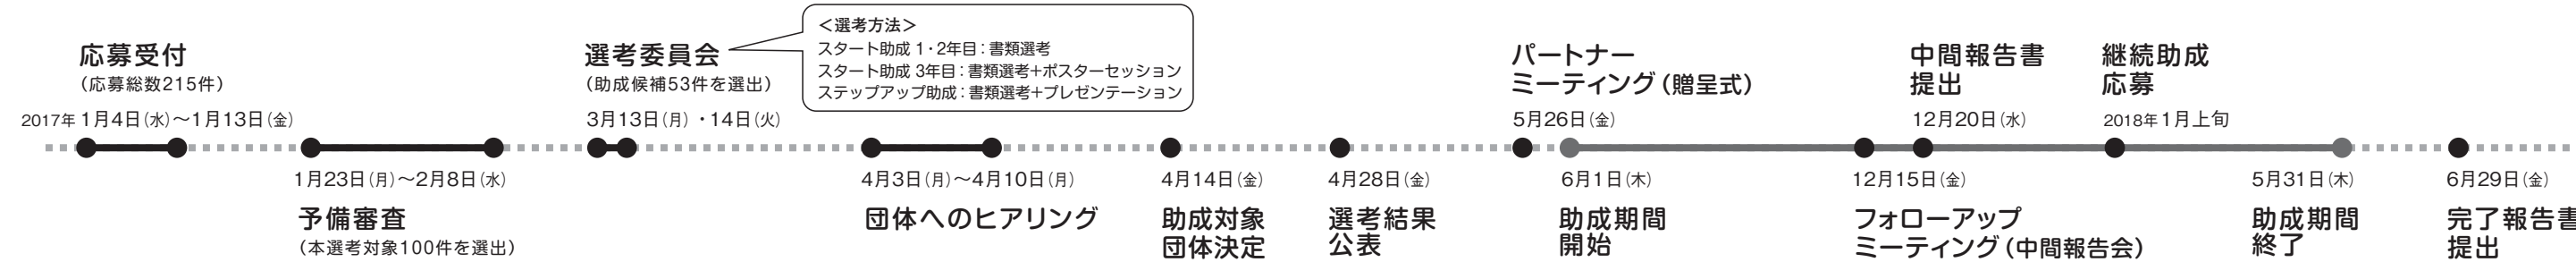 応募受付
（応募総数215件）
2017年 1月4日（水）～1月13日（金）
1月23日（月）～2月8日（水）
予備審査
（本選考対象100件を選出）
選考委員会
（助成候補53件を選出）
3月13日（月）・14日（火）
＜選考方法＞
スタート助成 1・2年目：書類選考
スタート助成 3年目：書類選考+ポスターセッション
ステップアップ助成：書類選考+プレゼンテーション
4月3日（月）～4月10日（月）
団体へのヒアリング
4月14日（金）
助成対象
団体決定
4月28日（金）
選考結果
公表
パートナー
ミーティング（贈呈式）
5月26日（金）
6月1日（木）
助成期間
開始
12月15日（金）
フォローアップ
ミーティング（中間報告会）
中間報告書
提出
12月20日（水）
継続助成
応募
2018年 1月上旬
5月31日（木）
助成期間
終了
6月29日（金）
完了報告書
提出